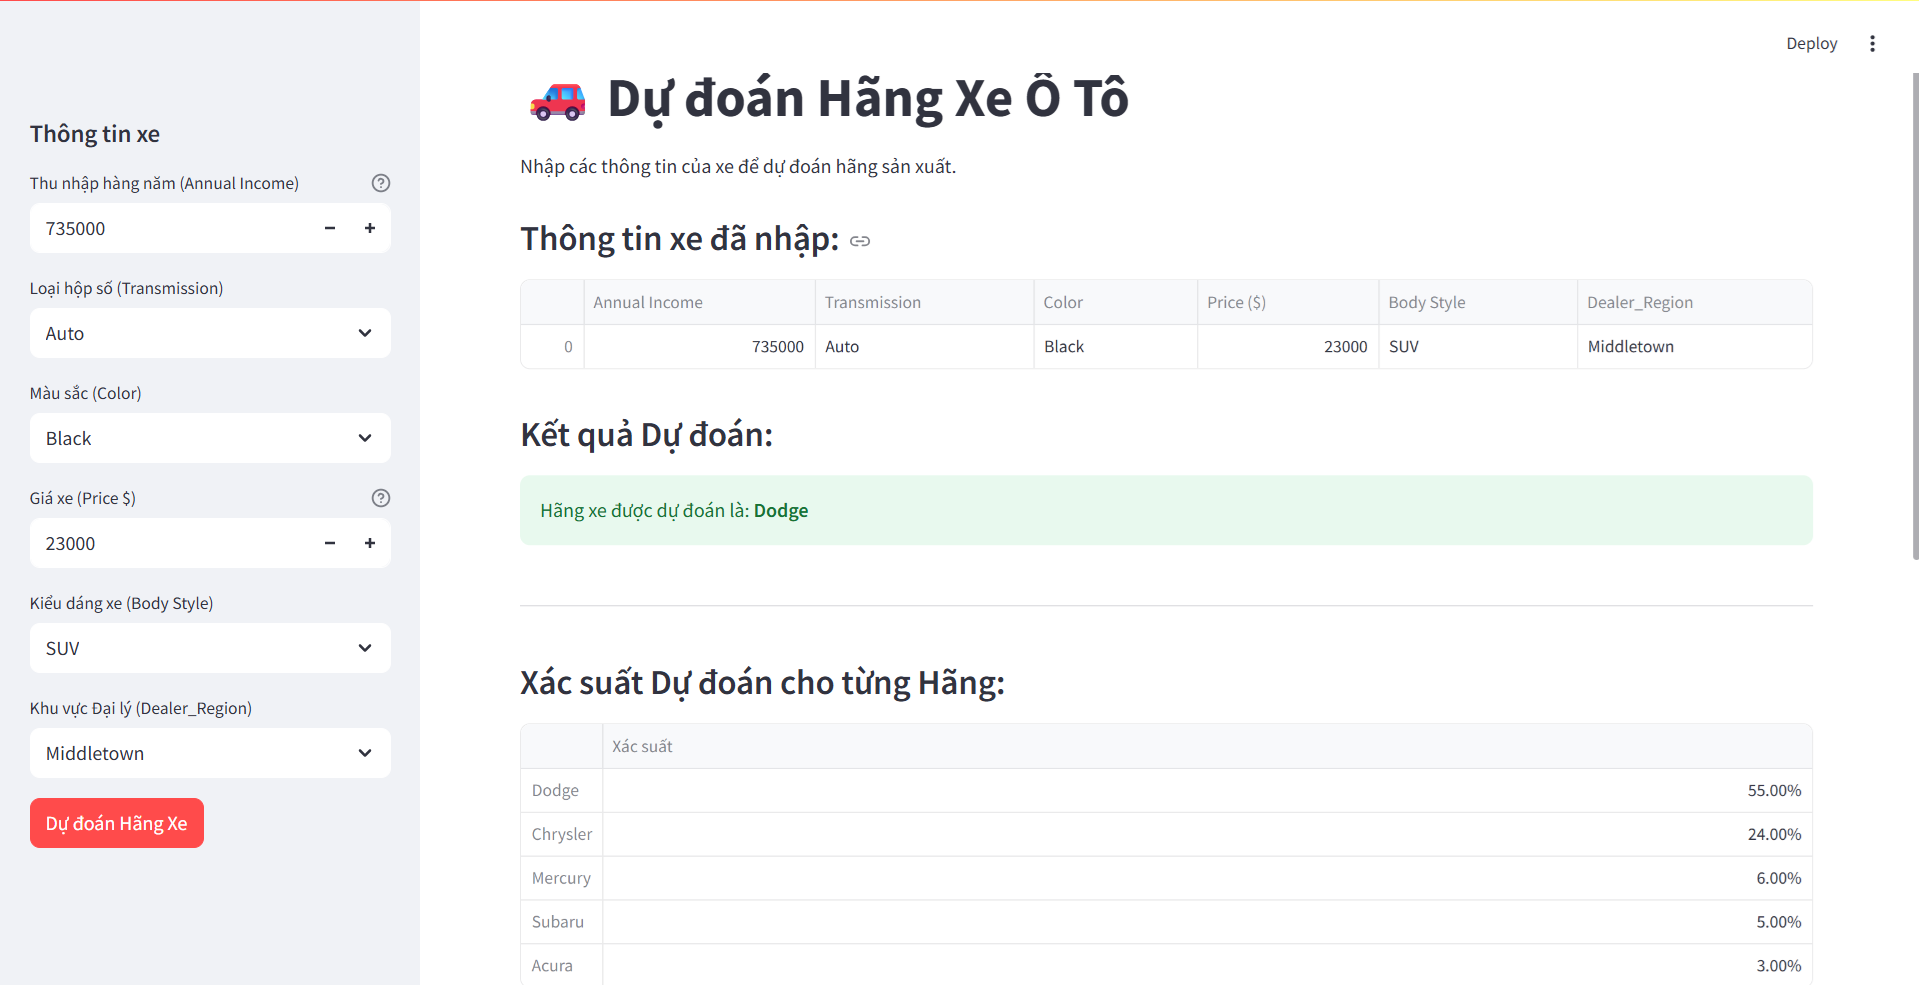 Deploy
Thông tin xe
Thu nhập hàng năm (Annual Income)
735000
Loại hộp số (Transmission)
Auto
Màu sắc (Color)
Black
Giá xe (Price $)
23000
Kiểu dáng xe (Body Style)
SUV
Khu vực Đại lý (Dealer_Region)
Middletown
Dự đoán Hãng Xe
Dự đoán Hãng Xe Ô Tô
Nhập các thông tin của xe để dự đoán hãng sản xuất.
Thông tin xe đã nhập:
Annual Income Transmission Color Price ($) Body Style Dealer_Region
0 735000 Auto Black 23000 SUV Middletown
Kết quả Dự đoán:
Hãng xe được dự đoán là: Dodge
Xác suất Dự đoán cho từng Hãng:
Xác suất
Dodge 55.00%
Chrysler 24.00%
Mercury 6.00%
Subaru 5.00%
Acura 3.00%